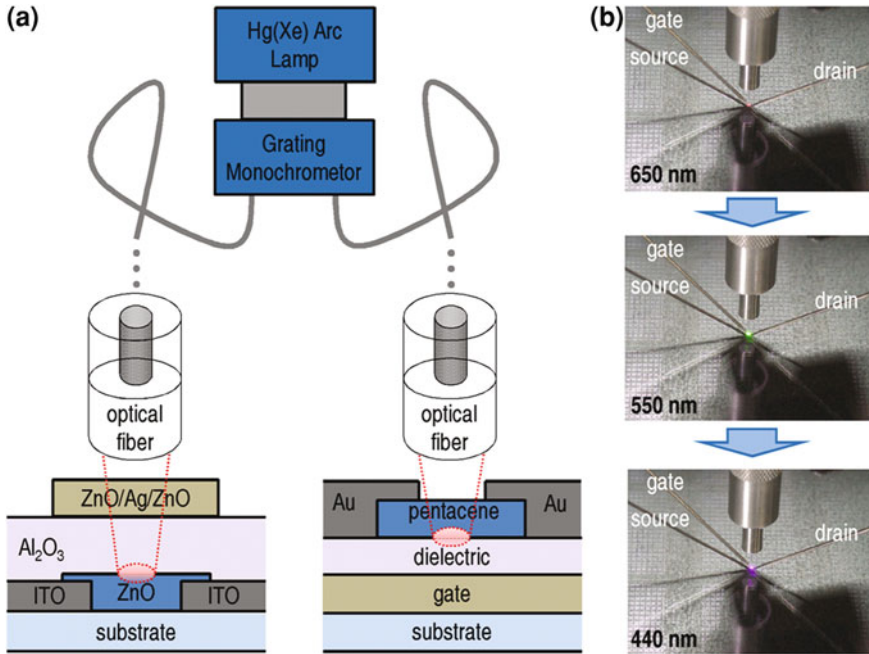 (a)
Hg(Xe) Arc
Lamp
Grating
Monochrometor
optical
fiber
ZnO/Ag/ZnO
Al₂O₃
ITO
ZnO
ITO
substrate
optical
fiber
Au
pentacene
Au
dielectric
gate
substrate
(b)
gate
source
drain
650 nm
gate
source
drain
550 nm
gate
source
drain
440 nm